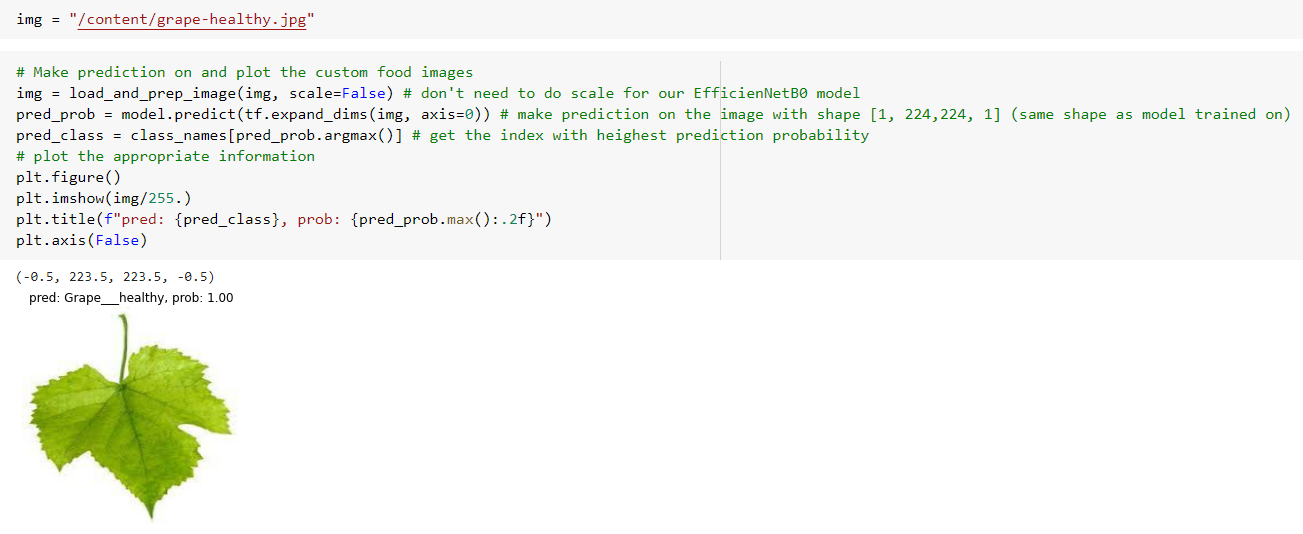 img = "/content/grape-healthy.jpg"
# Make prediction on and plot the custom food images
img = load_and_prep_image(img, scale=False) # don't need to do scale for our EfficienNetB0 model
pred_prob = model.predict(tf.expand_dims(img, axis=0)) # make prediction on the image with shape [1, 224,224, 1] (same shape as model trained on)
pred_class = class_names[pred_prob.argmax()] # get the index with heighest prediction probability
# plot the appropriate information
plt.figure()
plt.imshow(img/255.)
plt.title(f"pred: {pred_class}, prob: {pred_prob.max():.2f}")
plt.axis(False)
(-0.5, 223.5, 223.5, -0.5)
pred: Grape___healthy, prob: 1.00